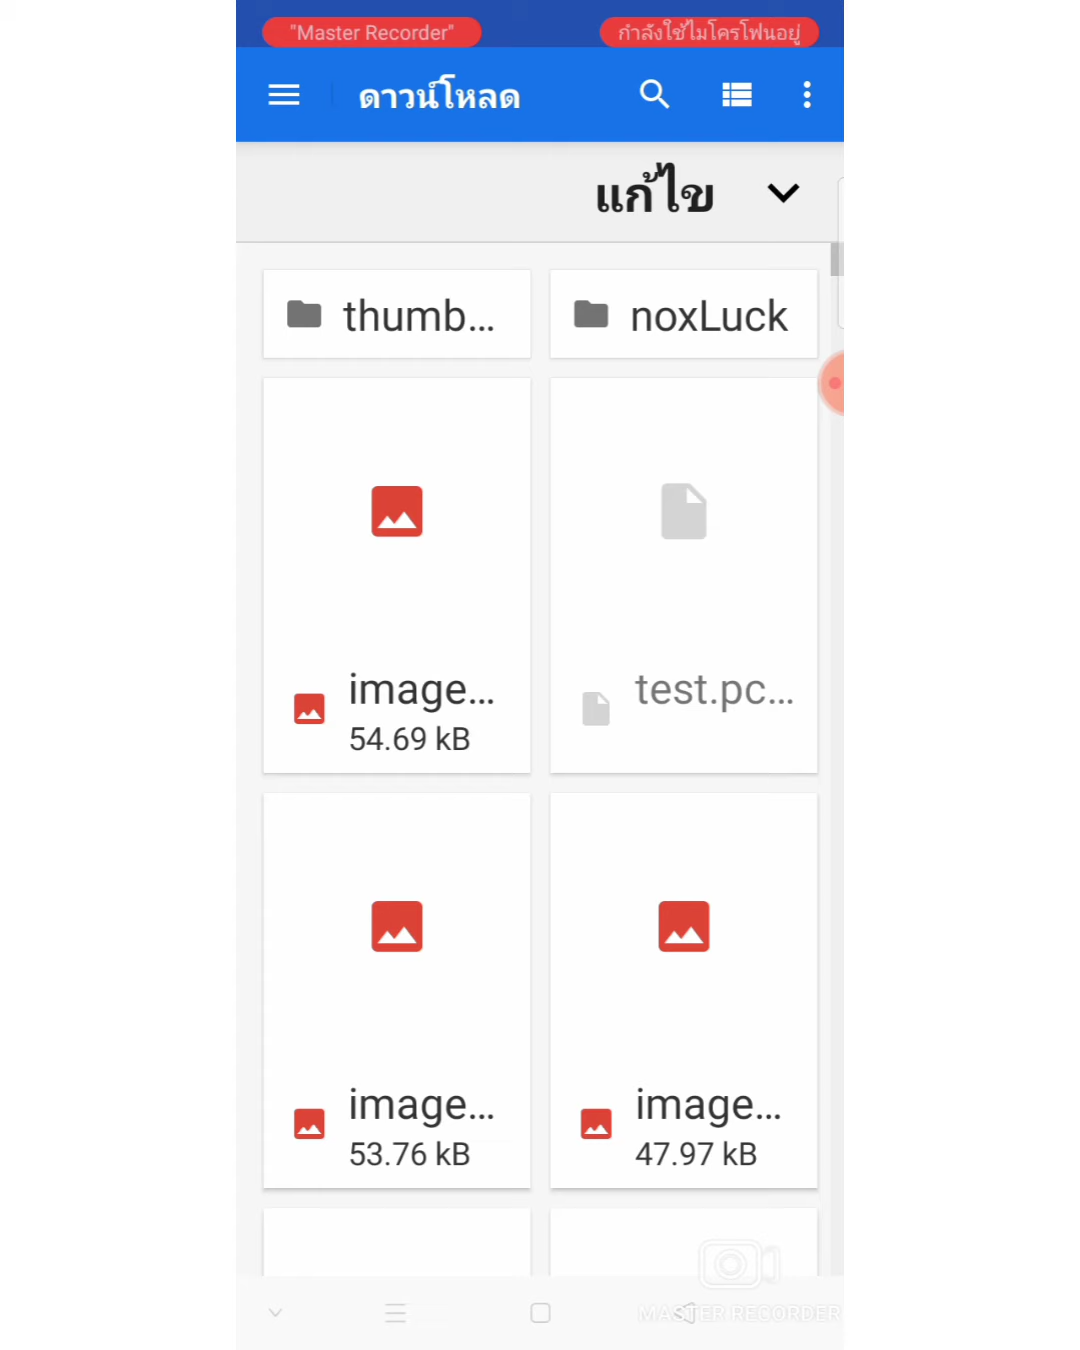 "Master Recorder"
กำลังใช้ไมโครโฟนอยู่
ดาวน์โหลด
แก้ไข
thumb...
noxLuck
image...
54.69 kB
test.pc...
image...
53.76 kB
image...
47.97 kB
MASTER RECORDER